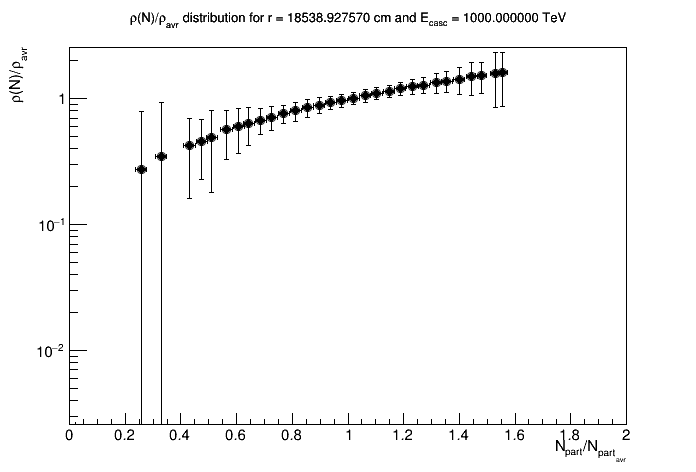 ρ(N)/ρavr distribution for r = 18538.927570 cm and Ecasc = 1000.000000 TeV
ρ(N)/ρavr
1
10−1
10−2
0 0.2 0.4 0.6 0.8 1 1.2 1.4 1.6 1.8 2
Npart/Npartavr